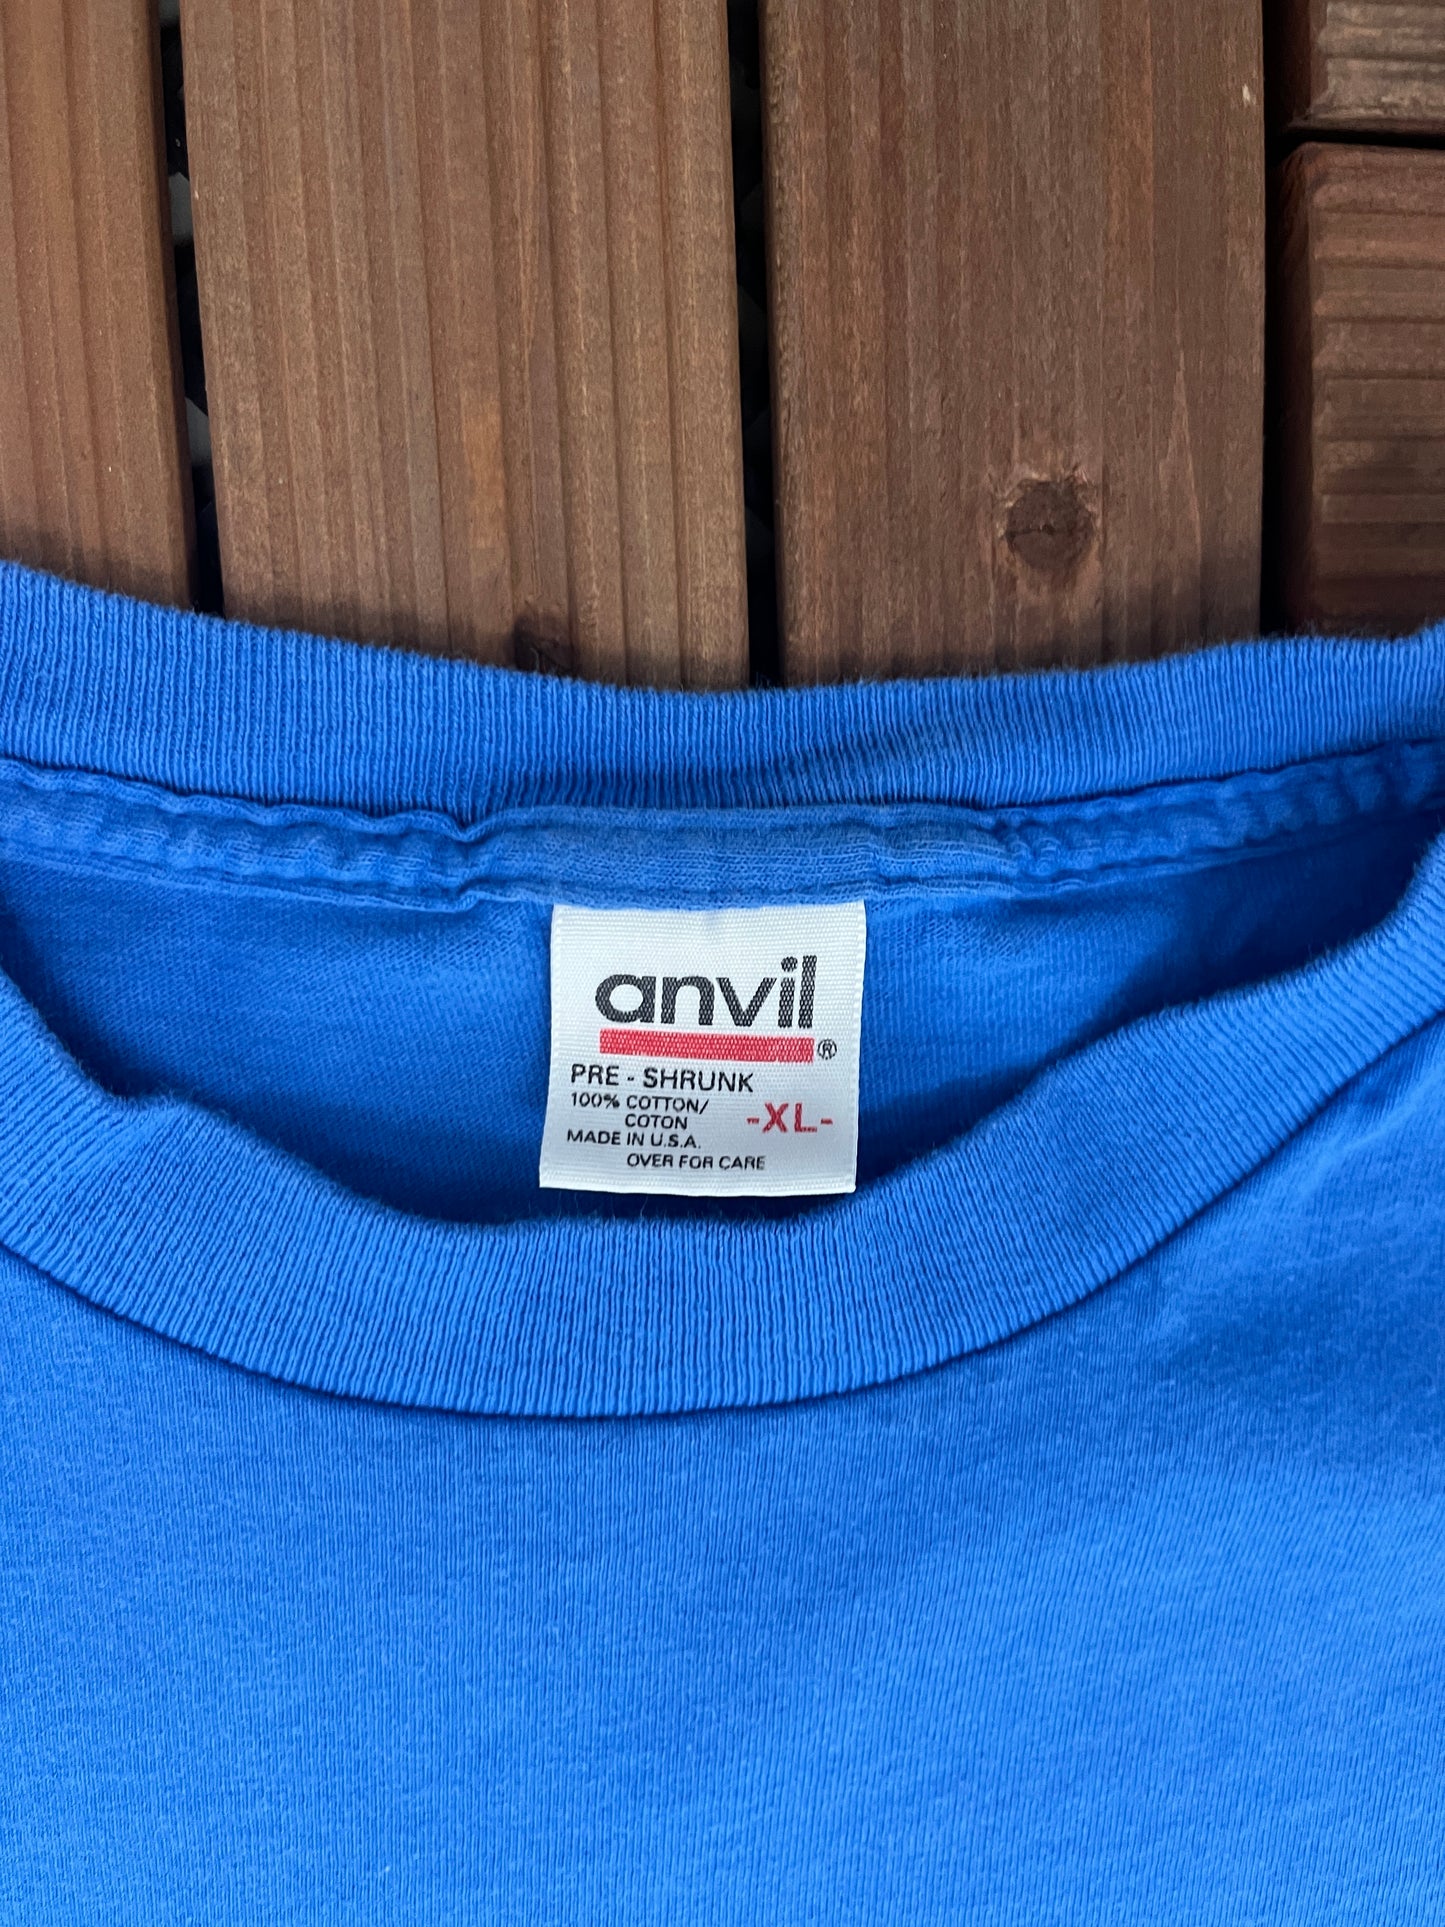 anvil
®
PRE - SHRUNK
100% COTTON/
COTON
-XL-
MADE IN U.S.A.
OVER FOR CARE